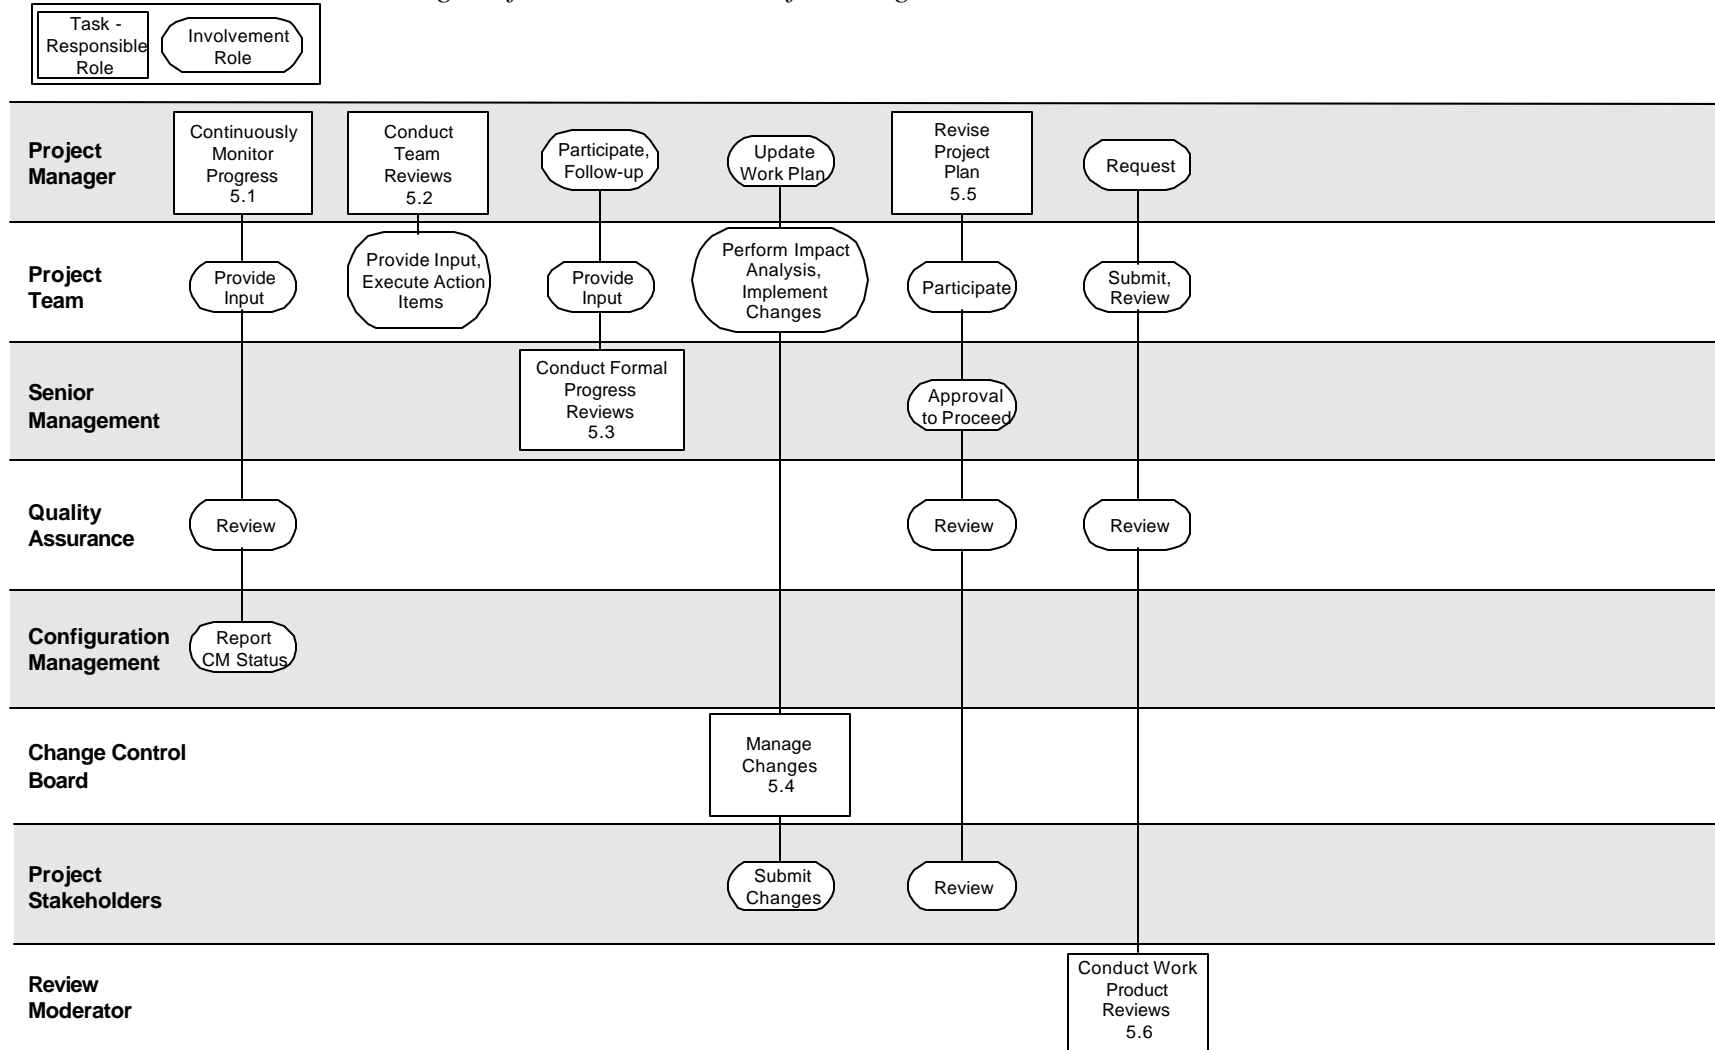 Task -
Responsible
Role
Involvement
Role
Project
Manager
Continuously
Monitor
Progress
5.1
Conduct
Team
Reviews
5.2
Participate,
Follow-up
Update
Work Plan
Revise
Project
Plan
5.5
Request
Project
Team
Provide
Input
Provide Input,
Execute Action
Items
Provide
Input
Perform Impact
Analysis,
Implement
Changes
Participate
Submit,
Review
Senior
Management
Conduct Formal
Progress
Reviews
5.3
Approval
to Proceed
Quality
Assurance
Review
Review
Review
Configuration
Management
Report
CM Status
Change Control
Board
Manage
Changes
5.4
Project
Stakeholders
Submit
Changes
Review
Review
Moderator
Conduct Work
Product
Reviews
5.6